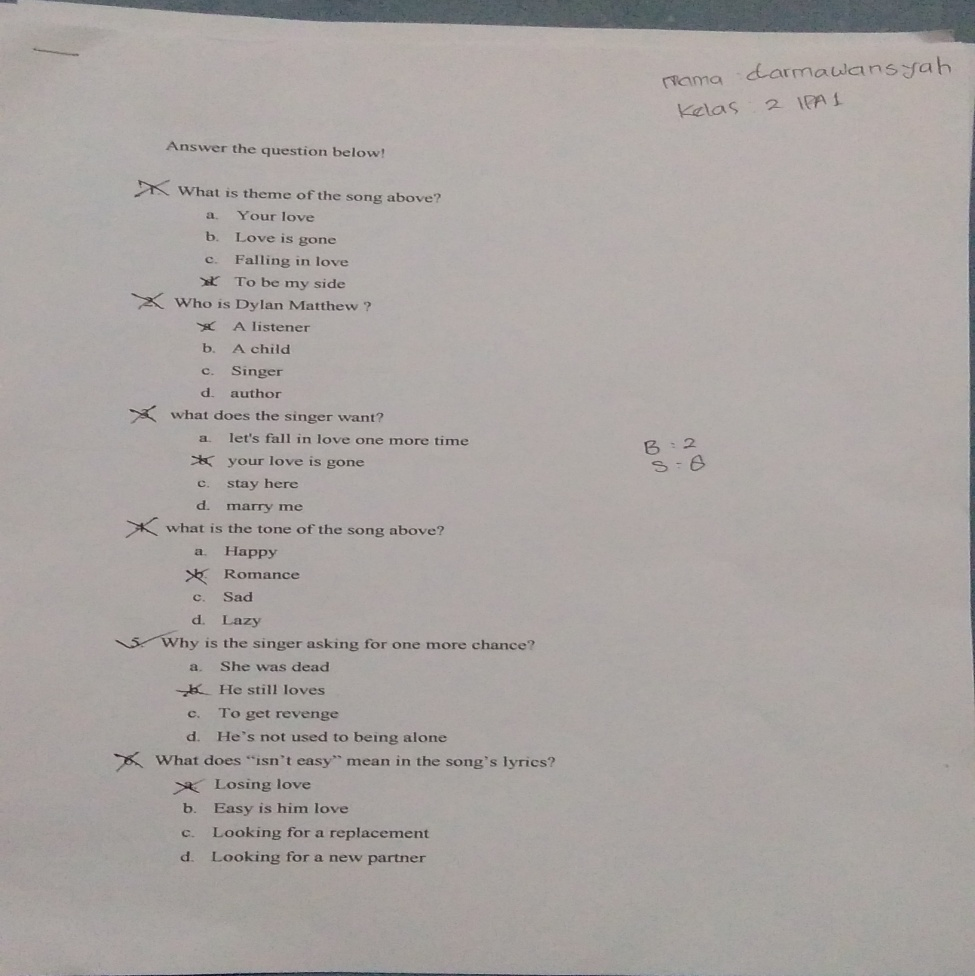 Nama : darmawansyah
Kelas : 2 IPA 1
Answer the question below!
1. What is theme of the song above?
a. Your love
b. Love is gone
c. Falling in love
d. To be my side
2. Who is Dylan Matthew ?
a. A listener
b. A child
c. Singer
d. author
3. what does the singer want?
a. let's fall in love one more time
b. your love is gone
c. stay here
d. marry me
B : 2
S : 8
4. what is the tone of the song above?
a. Happy
b. Romance
c. Sad
d. Lazy
5. Why is the singer asking for one more chance?
a. She was dead
b. He still loves
c. To get revenge
d. He's not used to being alone
6. What does “isn't easy” mean in the song's lyrics?
a. Losing love
b. Easy is him love
c. Looking for a replacement
d. Looking for a new partner